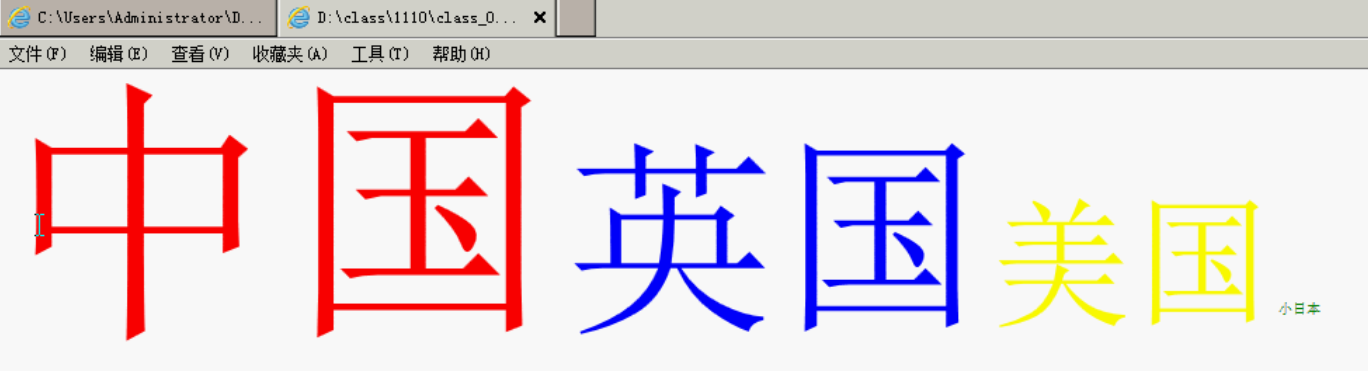 C:\Users\Administrator\D... D:\class\1110\class_0...
文件(F) 编辑(E) 查看(V) 收藏夹(A) 工具(T) 帮助(H)
中国 英国 美国 小日本